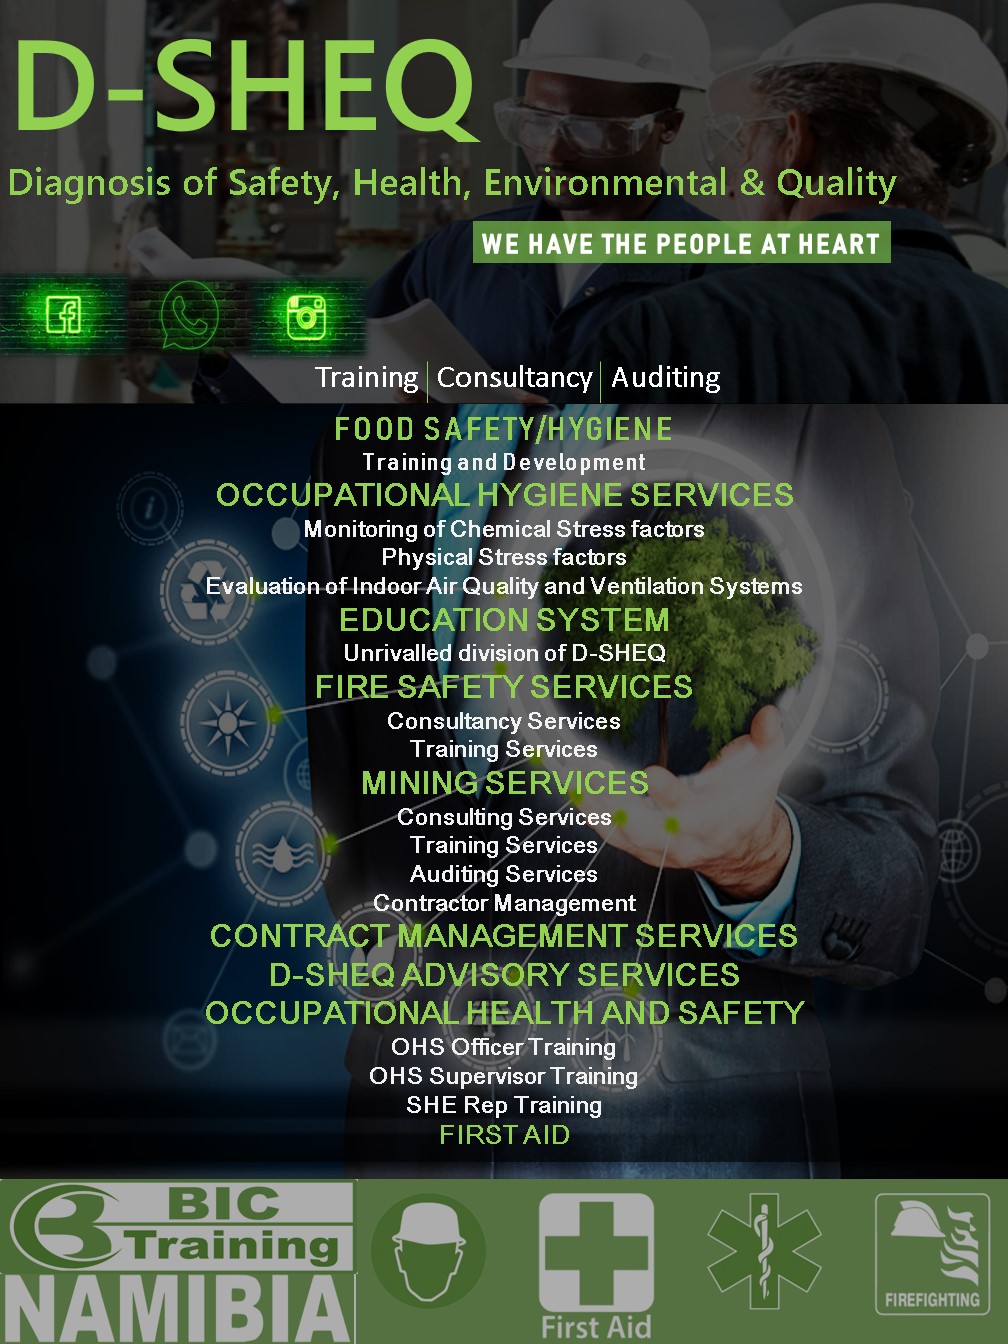 D-SHEQ
Diagnosis of Safety, Health, Environmental & Quality
WE HAVE THE PEOPLE AT HEART
Training Consultancy Auditing
FOOD SAFETY/HYGIENE
Training and Development
OCCUPATIONAL HYGIENE SERVICES
Monitoring of Chemical Stress factors
Physical Stress factors
Evaluation of Indoor Air Quality and Ventilation Systems
EDUCATION SYSTEM
Unrivalled division of D-SHEQ
FIRE SAFETY SERVICES
Consultancy Services
Training Services
MINING SERVICES
Consulting Services
Training Services
Auditing Services
Contractor Management
CONTRACT MANAGEMENT SERVICES
D-SHEQ ADVISORY SERVICES
OCCUPATIONAL HEALTH AND SAFETY
OHS Officer Training
OHS Supervisor Training
SHE Rep Training
FIRST AID
BIC
Training
NAMIBIA
First Aid
FIREFIGHTING